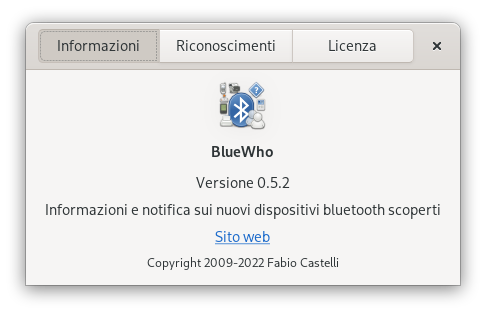 Informazioni Riconoscimenti Licenza
BlueWho
Versione 0.5.2
Informazioni e notifica sui nuovi dispositivi bluetooth scoperti
Sito web
Copyright 2009-2022 Fabio Castelli